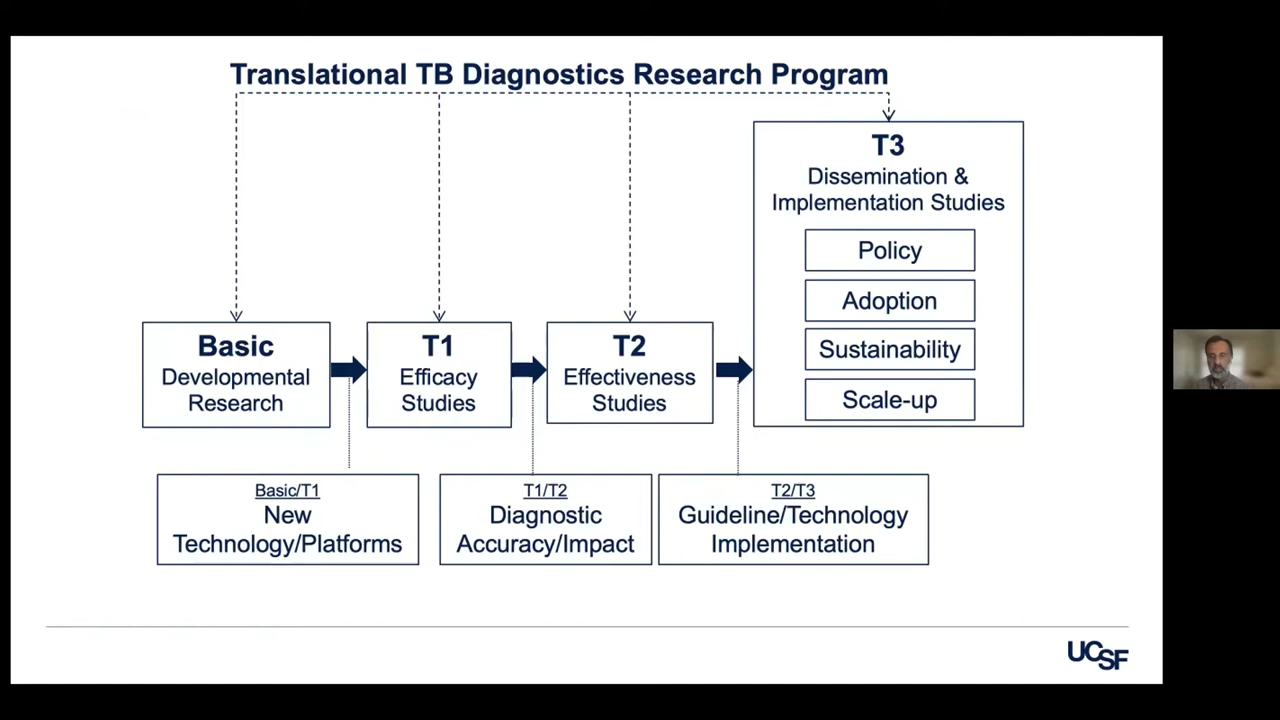 Translational TB Diagnostics Research Program
T3
Dissemination &
Implementation Studies
Policy
Adoption
Sustainability
Scale-up
Basic
Developmental
Research
T1
Efficacy
Studies
T2
Effectiveness
Studies
Basic/T1
New
Technology/Platforms
T1/T2
Diagnostic
Accuracy/Impact
T2/T3
Guideline/Technology
Implementation
UCSF